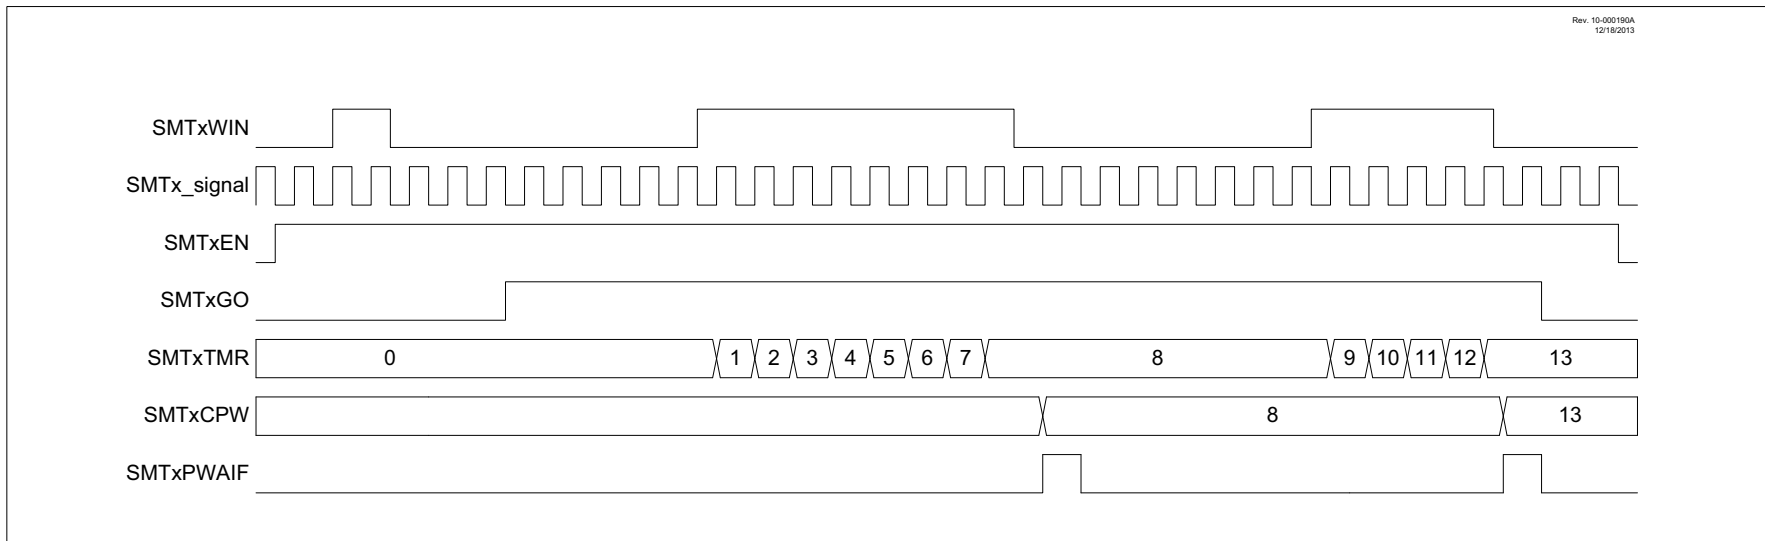 Rev. 10-000190A
12/18/2013
SMTxWIN
SMTx_signal
SMTxEN
SMTxGO
SMTxTMR 0 1 2 3 4 5 6 7 8 9 10 11 12 13
SMTxCPW 8 13
SMTxPWAIF